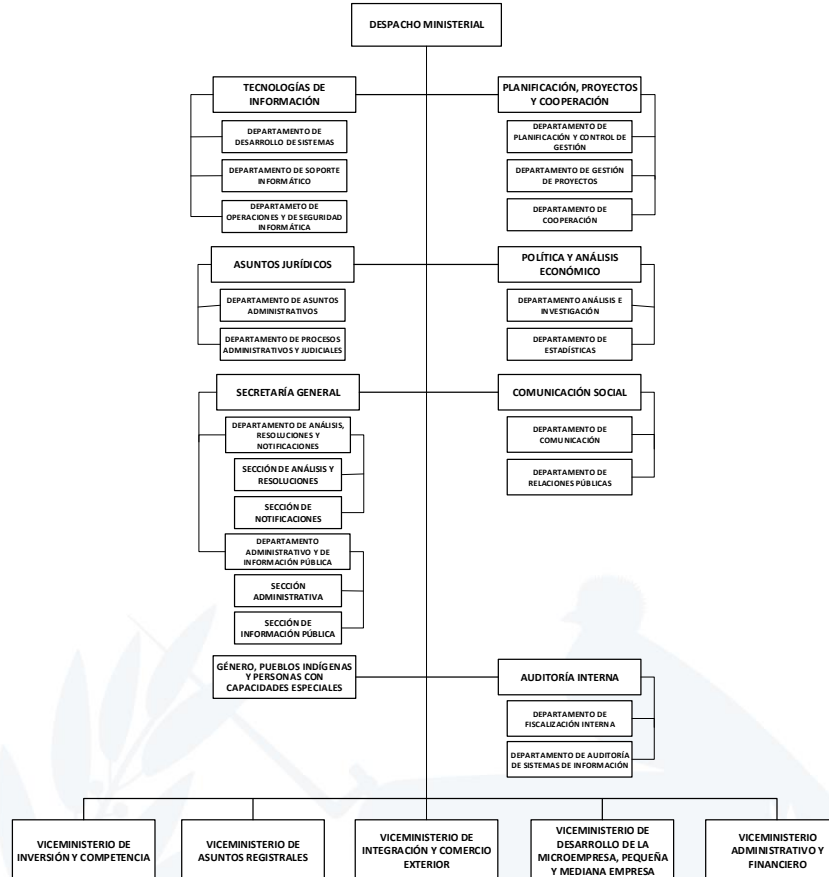 DESPACHO MINISTERIAL
TECNOLOGÍAS DE
INFORMACIÓN
DEPARTAMENTO DE
DESARROLLO DE SISTEMAS
DEPARTAMENTO DE SOPORTE
INFORMÁTICO
DEPARTAMETO DE
OPERACIONES Y DE SEGURIDAD
INFORMÁTICA
PLANIFICACIÓN, PROYECTOS
Y COOPERACIÓN
DEPARTAMENTO DE
PLANIFICACIÓN Y CONTROL DE
GESTIÓN
DEPARTAMENTO DE GESTIÓN
DE PROYECTOS
DEPARTAMENTO DE
COOPERACIÓN
ASUNTOS JURÍDICOS
DEPARTAMENTO DE ASUNTOS
ADMINISTRATIVOS
DEPARTAMENTO DE PROCESOS
ADMINISTRATIVOS Y JUDICIALES
POLÍTICA Y ANÁLISIS
ECONÓMICO
DEPARTAMENTO ANÁLISIS E
INVESTIGACIÓN
DEPARTAMENTO DE
ESTADÍSTICAS
SECRETARÍA GENERAL
DEPARTAMENTO DE ANÁLISIS,
RESOLUCIONES Y
NOTIFICACIONES
SECCIÓN DE ANÁLISIS Y
RESOLUCIONES
SECCIÓN DE
NOTIFICACIONES
DEPARTAMENTO
ADMINISTRATIVO Y DE
INFORMACIÓN PÚBLICA
SECCIÓN
ADMINISTRATIVA
SECCIÓN DE
INFORMACIÓN PÚBLICA
COMUNICACIÓN SOCIAL
DEPARTAMENTO DE
COMUNICACIÓN
DEPARTAMENTO DE
RELACIONES PÚBLICAS
GÉNERO, PUEBLOS INDÍGENAS
Y PERSONAS CON
CAPACIDADES ESPECIALES
AUDITORÍA INTERNA
DEPARTAMENTO DE
FISCALIZACIÓN INTERNA
DEPARTAMENTO DE AUDITORÍA
DE SISTEMAS DE INFORMACIÓN
VICEMINISTERIO DE
INVERSIÓN Y COMPETENCIA
VICEMINISTERIO DE
ASUNTOS REGISTRALES
VICEMINISTERIO DE
INTEGRACIÓN Y COMERCIO
EXTERIOR
VICEMINISTERIO DE
DESARROLLO DE LA
MICROEMPRESA, PEQUEÑA
Y MEDIANA EMPRESA
VICEMINISTERIO
ADMINISTRATIVO Y
FINANCIERO